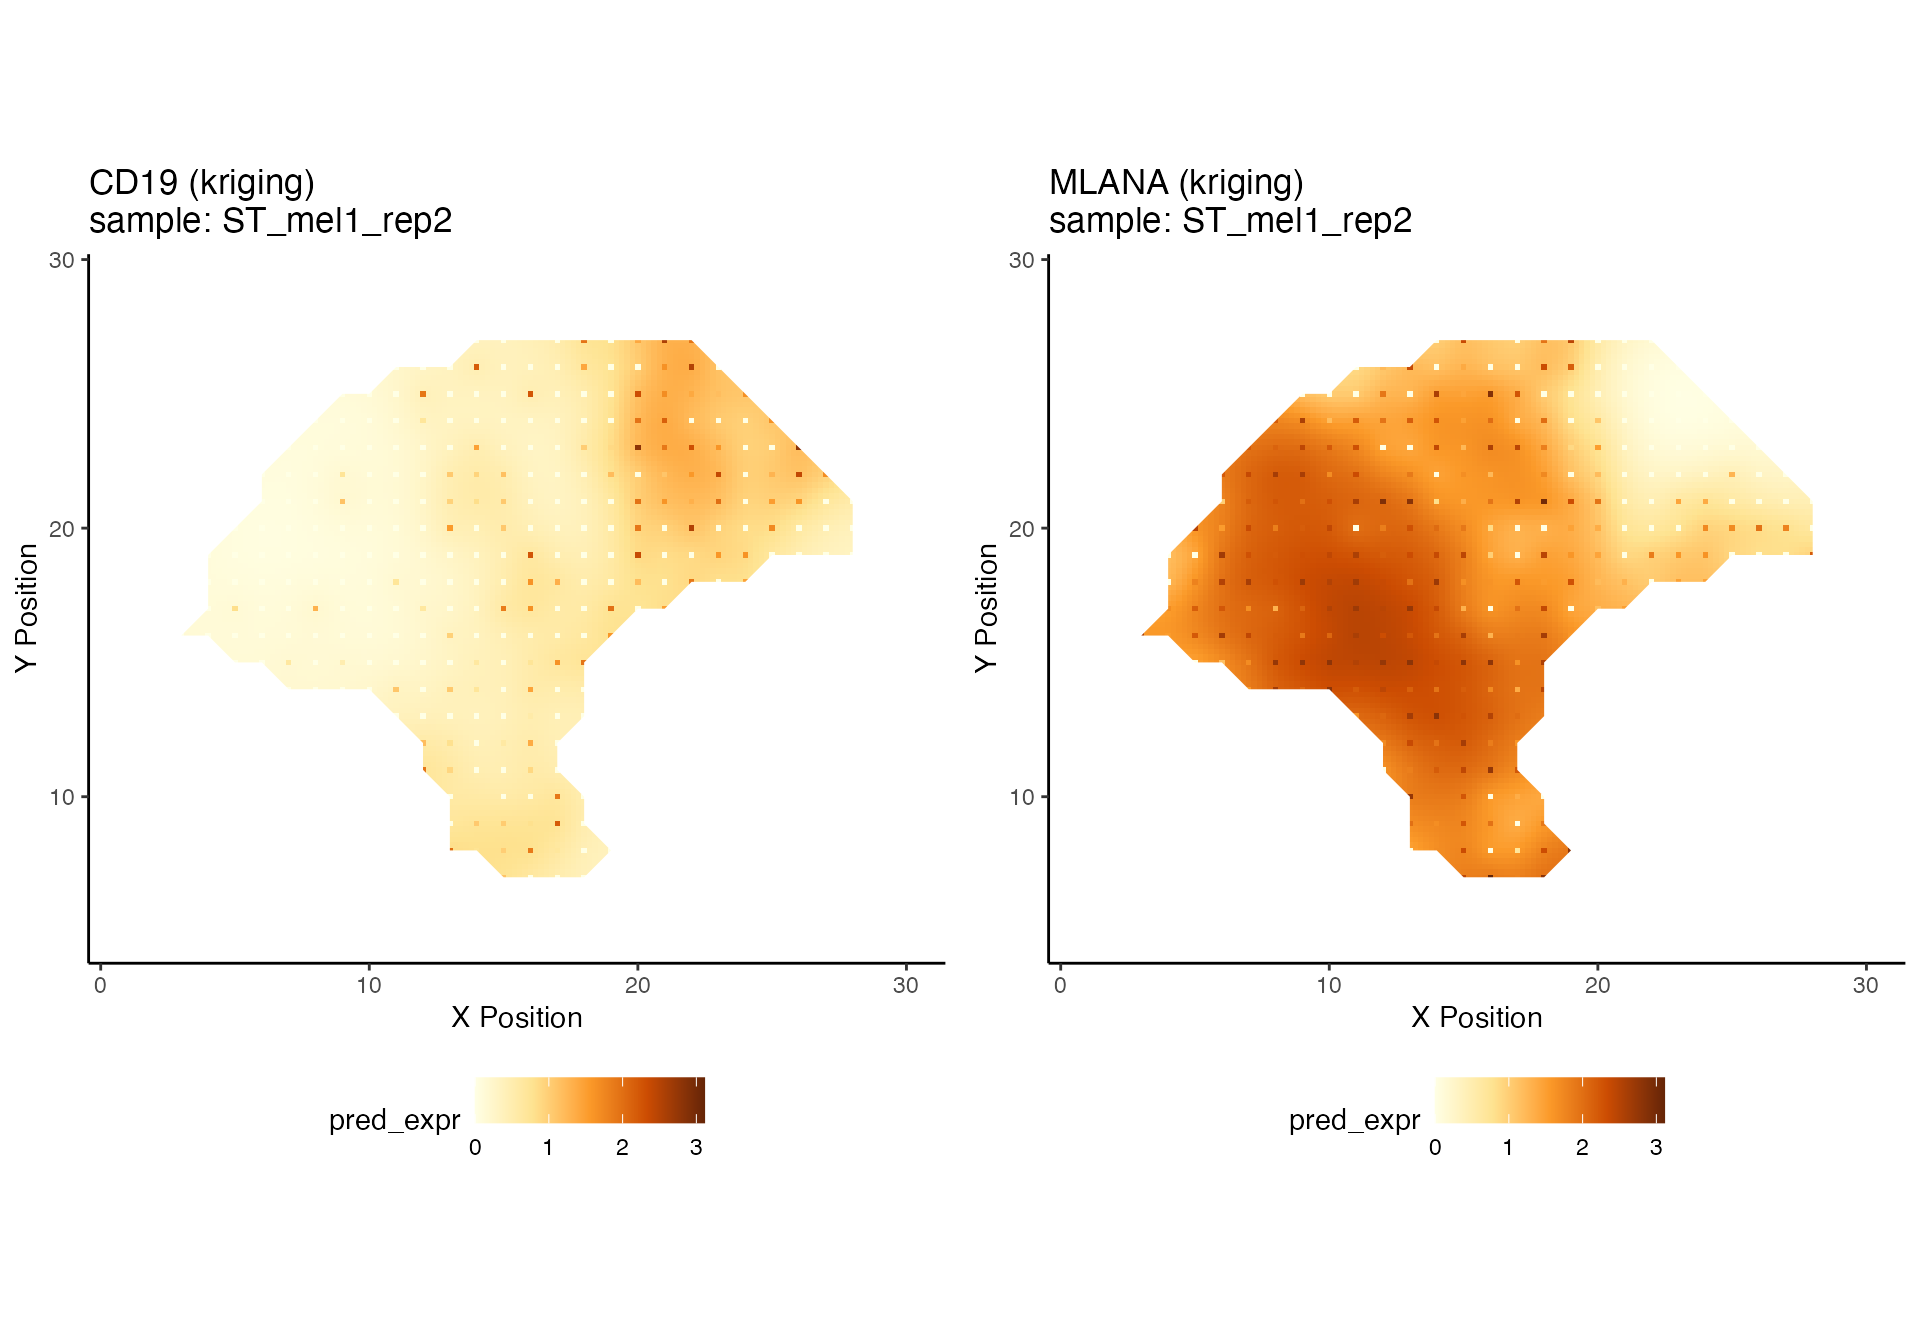 CD19 (kriging)
sample: ST_mel1_rep2
30
20
10
Y Position
0 10 20 30
X Position
pred_expr
0 1 2 3
MLANA (kriging)
sample: ST_mel1_rep2
30
20
10
Y Position
0 10 20 30
X Position
pred_expr
0 1 2 3